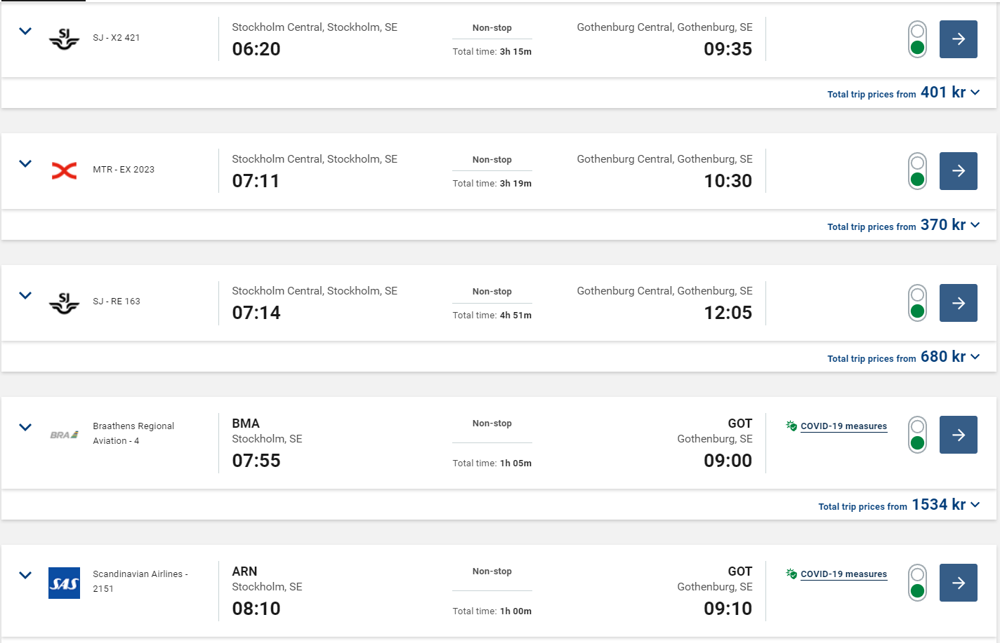 SJ
SJ - X2 421
Stockholm Central, Stockholm, SE
06:20
Non-stop
Total time: 3h 15m
Gothenburg Central, Gothenburg, SE
09:35
Total trip prices from 401 kr
MTR - EX 2023
Stockholm Central, Stockholm, SE
07:11
Non-stop
Total time: 3h 19m
Gothenburg Central, Gothenburg, SE
10:30
Total trip prices from 370 kr
SJ
SJ - RE 163
Stockholm Central, Stockholm, SE
07:14
Non-stop
Total time: 4h 51m
Gothenburg Central, Gothenburg, SE
12:05
Total trip prices from 680 kr
BRA
Braathens Regional
Aviation - 4
BMA
Stockholm, SE
07:55
Non-stop
Total time: 1h 05m
GOT
Gothenburg, SE
09:00
COVID-19 measures
Total trip prices from 1534 kr
SAS
Scandinavian Airlines -
2151
ARN
Stockholm, SE
08:10
Non-stop
Total time: 1h 00m
GOT
Gothenburg, SE
09:10
COVID-19 measures